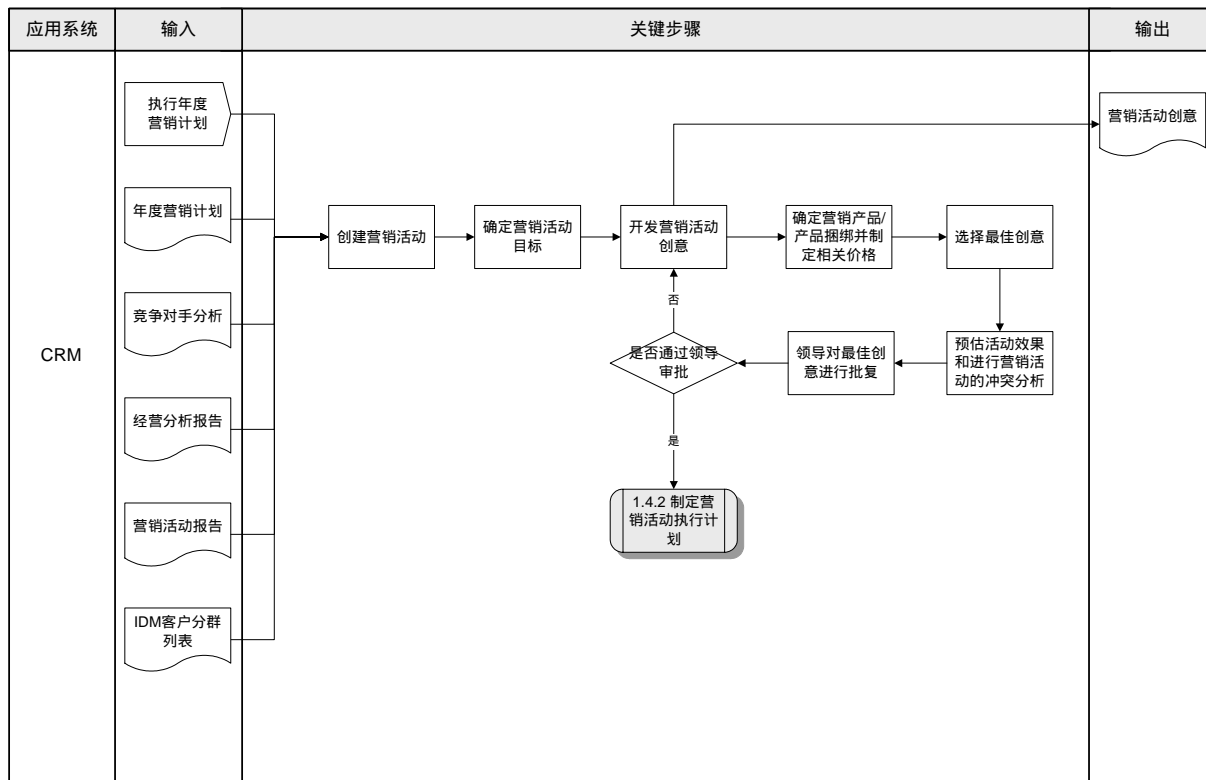 应用系统
输入
关键步骤
输出
CRM
执行年度
营销计划
年度营销计划
竞争对手分析
经营分析报告
营销活动报告
IDM客户分群
列表
创建营销活动
确定营销活动
目标
开发营销活动
创意
确定营销产品/
产品捆绑并制
定相关价格
选择最佳创意
预估活动效果
和进行营销活
动的冲突分析
领导对最佳创
意进行批复
是否通过领导
审批
否
是
1.4.2 制定营
销活动执行计
划
营销活动创意